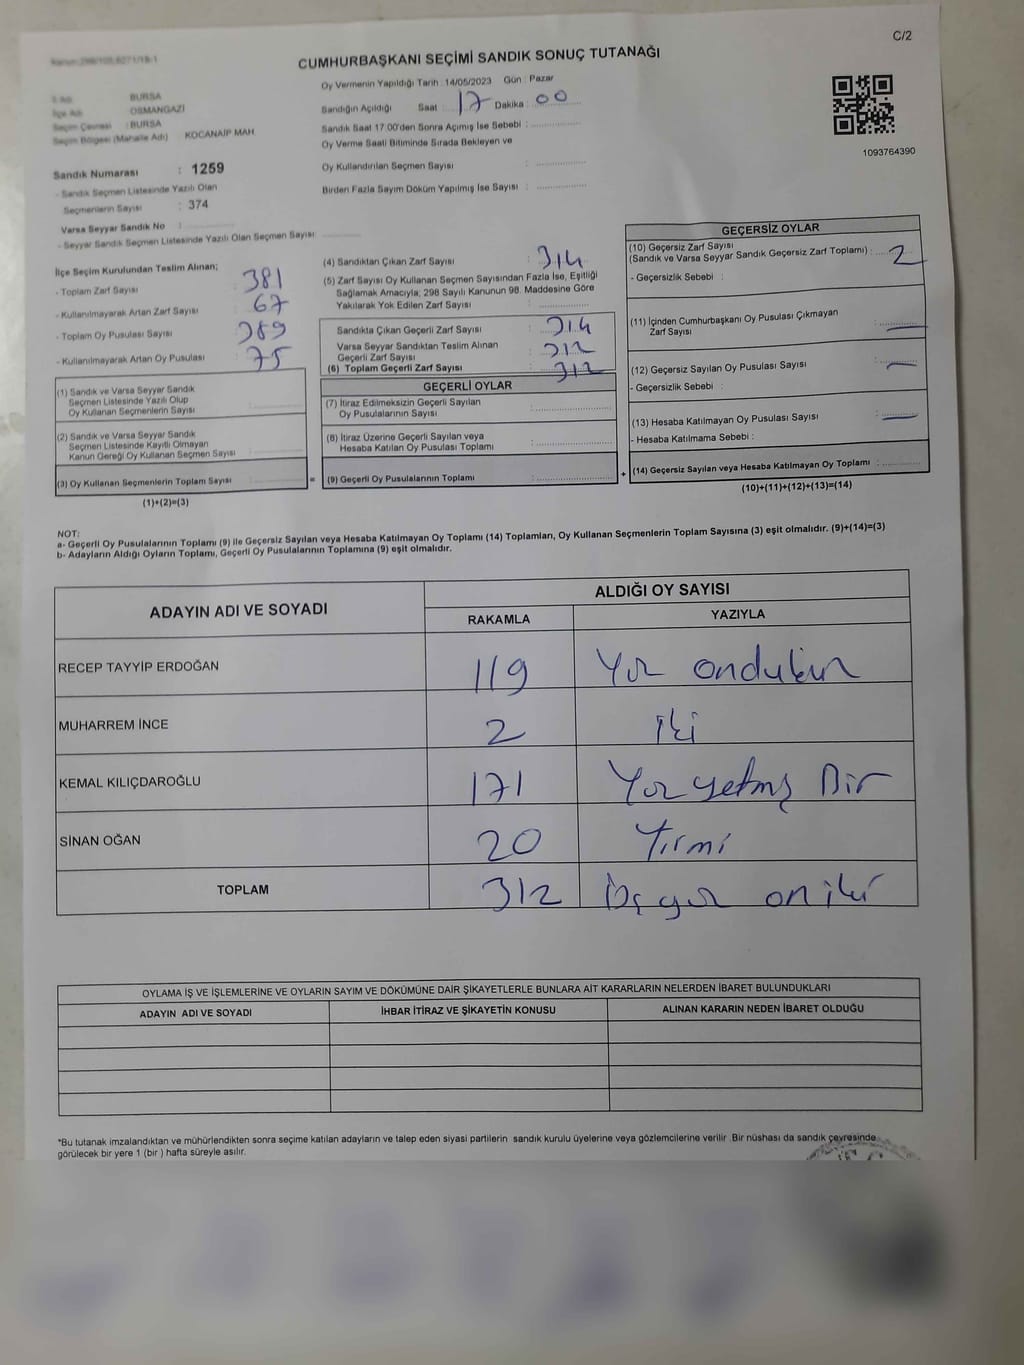 C/2
CUMHURBAŞKANI SEÇİMİ SANDIK SONUÇ TUTANAĞI
Oy Vermenin Yapıldığı Tarih : 14/05/2023 Gün : Pazar
Sandığın Açıldığı Saat : 17 Dakika : 00
Sandık Saat 17:00'den Sonra Açımış İse Sebebi :
Oy Verme Saati Bitiminde Sırada Bekleyen ve
Oy Kullandırılan Seçmen Sayısı :
Birden Fazla Sayım Döküm Yapılmış İse Sayısı :
1093764390
İl Adı : BURSA
İlçe Adı : OSMANGAZİ
Seçim Çevresi : BURSA
Seçim Bölgesi (Mahalle Adı) : KOCANAİP MAH
Sandık Numarası : 1259
- Sandık Seçmen Listesinde Yazılı Olan
Seçmenlerin Sayısı : 374
Varsa Seyyar Sandık No :
- Seyyar Sandık Seçmen Listesinde Yazılı Olan Seçmen Sayısı:
İlçe Seçim Kurulundan Teslim Alınan;
- Toplam Zarf Sayısı : 381
- Kullanılmayarak Artan Zarf Sayısı : 67
- Toplam Oy Pusulası Sayısı : 389
- Kullanılmayarak Artan Oy Pusulası : 75
(1) Sandık ve Varsa Seyyar Sandık
Seçmen Listesinde Yazılı Olup
Oy Kullanan Seçmenlerin Sayısı :
(2) Sandık ve Varsa Seyyar Sandık
Seçmen Listesinde Kayıtlı Olmayan
Kanun Gereği Oy Kullanan Seçmen Sayısı :
(3) Oy Kullanan Seçmenlerin Toplam Sayısı :
(1)+(2)=(3)
(4) Sandıktan Çıkan Zarf Sayısı : 314
(5) Zarf Sayısı Oy Kullanan Seçmen Sayısından Fazla İse, Eşitliği
Sağlamak Amacıyla; 298 Sayılı Kanunun 98. Maddesine Göre
Yakılarak Yok Edilen Zarf Sayısı :
Sandıkta Çıkan Geçerli Zarf Sayısı : 314
Varsa Seyyar Sandıktan Teslim Alınan
Geçerli Zarf Sayısı : 312
(6) Toplam Geçerli Zarf Sayısı : 312
GEÇERLİ OYLAR
(7) İtiraz Edilmeksizin Geçerli Sayılan
Oy Pusulalarının Sayısı :
(8) İtiraz Üzerine Geçerli Sayılan veya
Hesaba Katılan Oy Pusulası Toplamı :
= (9) Geçerli Oy Pusulalarının Toplamı : +
GEÇERSİZ OYLAR
(10) Geçersiz Zarf Sayısı
(Sandık ve Varsa Seyyar Sandık Geçersiz Zarf Toplamı) : 2
- Geçersizlik Sebebi :
(11) İçinden Cumhurbaşkanı Oy Pusulası Çıkmayan
Zarf Sayısı : —
(12) Geçersiz Sayılan Oy Pusulası Sayısı : —
- Geçersizlik Sebebi :
(13) Hesaba Katılmayan Oy Pusulası Sayısı : —
- Hesaba Katılmama Sebebi :
(14) Geçersiz Sayılan veya Hesaba Katılmayan Oy Toplamı :
(10)+(11)+(12)+(13)=(14)
NOT:
a- Geçerli Oy Pusulalarının Toplamı (9) ile Geçersiz Sayılan veya Hesaba Katılmayan Oy Toplamı (14) Toplamları, Oy Kullanan Seçmenlerin Toplam Sayısına (3) eşit olmalıdır. (9)+(14)=(3)
b- Adayların Aldığı Oyların Toplamı, Geçerli Oy Pusulalarının Toplamına (9) eşit olmalıdır.
ADAYIN ADI VE SOYADI ALDIĞI OY SAYISI
RAKAMLA YAZIYLA
RECEP TAYYİP ERDOĞAN 119 Yüz ondukuz
MUHARREM İNCE 2 iki
KEMAL KILIÇDAROĞLU 171 Yüz yetmiş Bir
SİNAN OĞAN 20 Yirmi
TOPLAM 312 Üçyüz on iki
OYLAMA İŞ VE İŞLEMLERİNE VE OYLARIN SAYIM VE DÖKÜMÜNE DAİR ŞİKAYETLERLE BUNLARA AİT KARARLARIN NELERDEN İBARET BULUNDUKLARI
ADAYIN ADI VE SOYADI İHBAR İTİRAZ VE ŞİKAYETİN KONUSU ALINAN KARARIN NEDEN İBARET OLDUĞU
*Bu tutanak imzalandıktan ve mühürlendikten sonra seçime katılan adayların ve talep eden siyasi partilerin sandık kurulu üyelerine veya gözlemcilerine verilir .Bir nüshası da sandık çevresinde
görülecek bir yere 1 (bir ) hafta süreyle asılır.